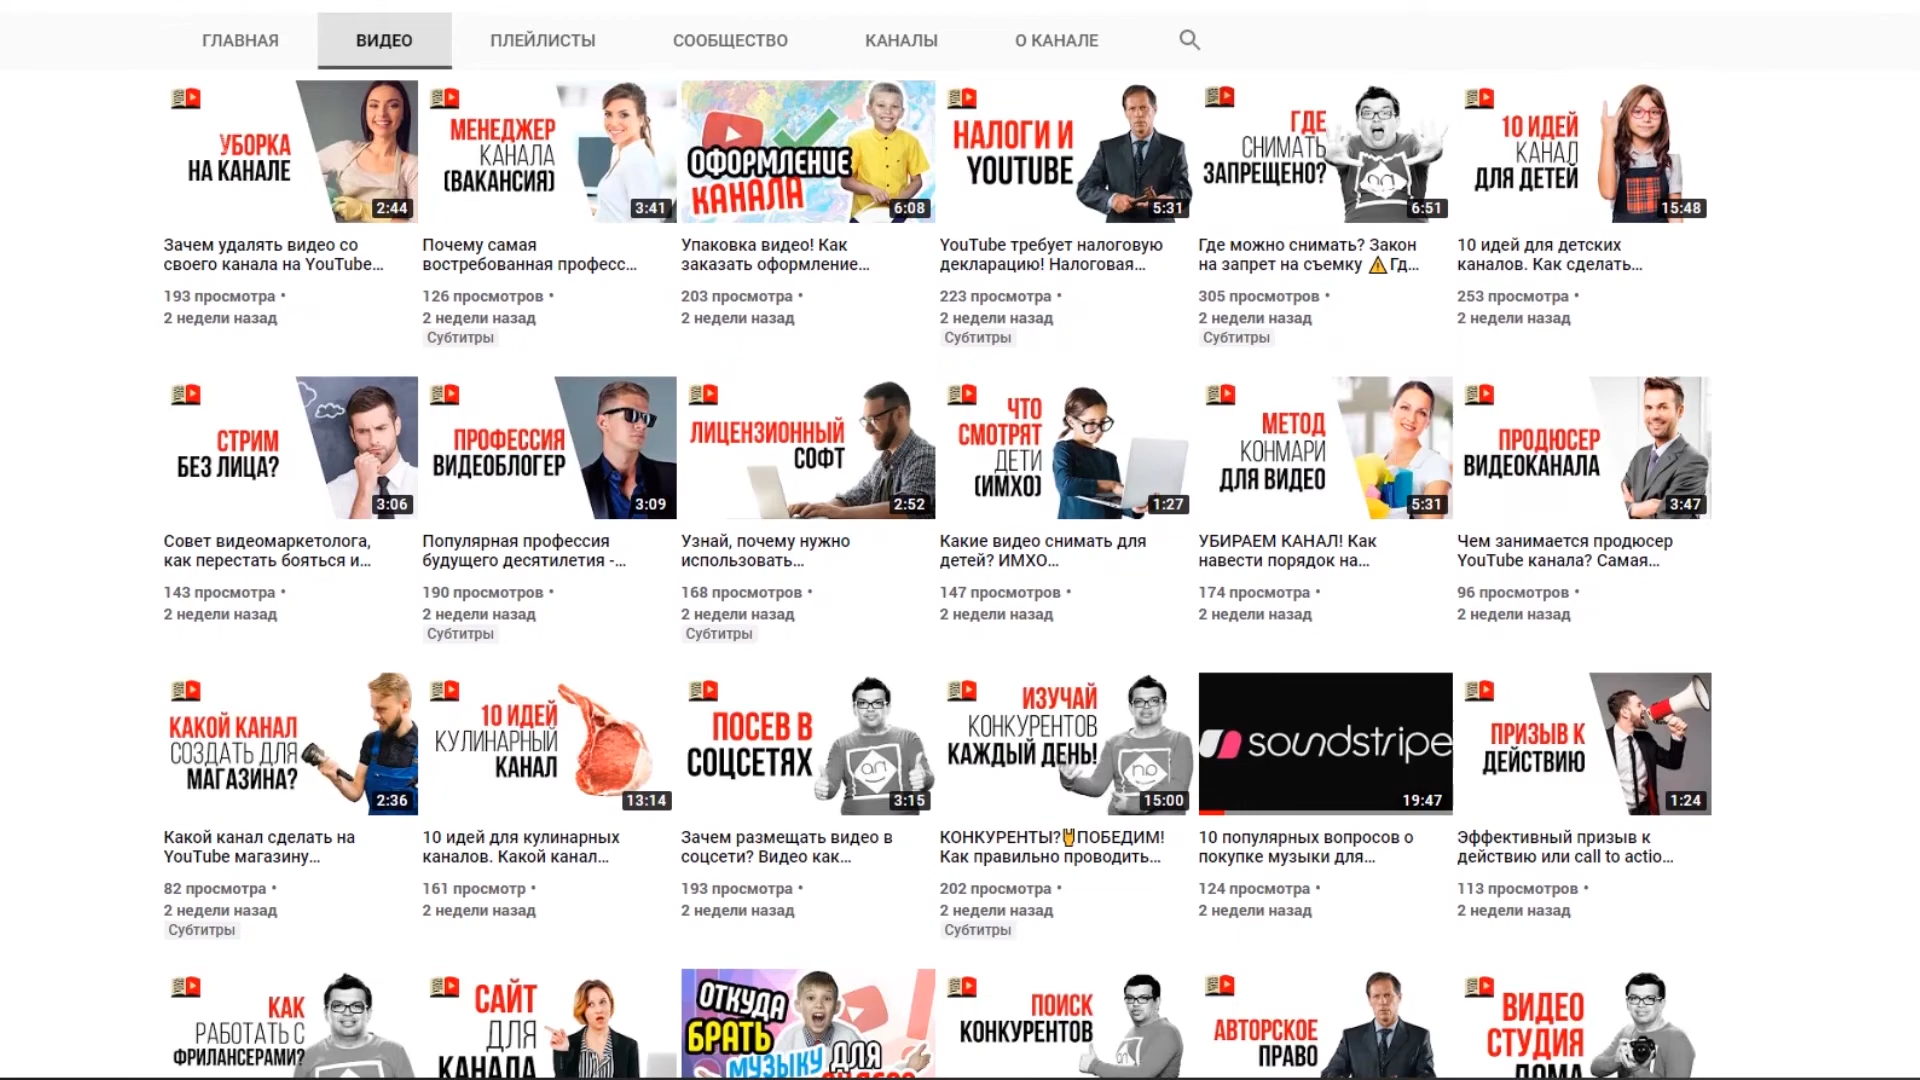 ГЛАВНАЯ
ВИДЕО
ПЛЕЙЛИСТЫ
СООБЩЕСТВО
КАНАЛЫ
О КАНАЛЕ
УБОРКА
НА КАНАЛЕ
2:44
Зачем удалять видео со
своего канала на YouTube...
193 просмотра •
2 недели назад
МЕНЕДЖЕР
КАНАЛА
(ВАКАНСИЯ)
3:41
Почему самая
востребованная професс...
126 просмотров •
2 недели назад
Субтитры
ОФОРМЛЕНИЕ
КАНАЛА
6:08
Упаковка видео! Как
заказать оформление...
203 просмотра •
2 недели назад
НАЛОГИ И
YOUTUBE
5:31
YouTube требует налоговую
декларацию! Налоговая...
223 просмотра •
2 недели назад
Субтитры
ГДЕ
СНИМАТЬ
ЗАПРЕЩЕНО?
6:51
Где можно снимать? Закон
на запрет на съемку ⚠Гд...
305 просмотров •
2 недели назад
Субтитры
10 ИДЕЙ
КАНАЛ
ДЛЯ ДЕТЕЙ
15:48
10 идей для детских
каналов. Как сделать...
253 просмотра •
2 недели назад
СТРИМ
БЕЗ ЛИЦА?
3:06
Совет видеомаркетолога,
как перестать бояться и...
143 просмотра •
2 недели назад
ПРОФЕССИЯ
ВИДЕОБЛОГЕР
3:09
Популярная профессия
будущего десятилетия -...
190 просмотров •
2 недели назад
Субтитры
ЛИЦЕНЗИОННЫЙ
СОФТ
2:52
Узнай, почему нужно
использовать...
168 просмотров •
2 недели назад
Субтитры
ЧТО
СМОТРЯТ
ДЕТИ
(ИМХО)
1:27
Какие видео снимать для
детей? ИМХО...
147 просмотров •
2 недели назад
МЕТОД
КОНМАРИ
ДЛЯ ВИДЕО
5:31
УБИРАЕМ КАНАЛ! Как
навести порядок на...
174 просмотра •
2 недели назад
ПРОДЮСЕР
ВИДЕОКАНАЛА
3:47
Чем занимается продюсер
YouTube канала? Самая...
96 просмотров •
2 недели назад
КАКОЙ КАНАЛ
СОЗДАТЬ ДЛЯ
МАГАЗИНА?
2:36
Какой канал сделать на
YouTube магазину...
82 просмотра •
2 недели назад
Субтитры
10 ИДЕЙ
КУЛИНАРНЫЙ
КАНАЛ
13:14
10 идей для кулинарных
каналов. Какой канал...
161 просмотр •
2 недели назад
ПОСЕВ В
СОЦСЕТЯХ
3:15
Зачем размещать видео в
соцсети? Видео как...
193 просмотра •
2 недели назад
ИЗУЧАЙ
КОНКУРЕНТОВ
КАЖДЫЙ ДЕНЬ!
15:00
КОНКУРЕНТЫ?🤘ПОБЕДИМ!
Как правильно проводить...
202 просмотра •
2 недели назад
Субтитры
soundstripe
19:47
10 популярных вопросов о
покупке музыки для...
124 просмотра •
2 недели назад
ПРИЗЫВ К
ДЕЙСТВИЮ
1:24
Эффективный призыв к
действию или call to actio...
113 просмотров •
2 недели назад
КАК
РАБОТАТЬ С
ФРИЛАНСЕРАМИ?
САЙТ
ДЛЯ
КАНАЛА
ОТКУДА
БРАТЬ
МУЗЫКУ ДЛЯ
ПОИСК
КОНКУРЕНТОВ
АВТОРСКОЕ
ПРАВО
ВИДЕО
СТУДИЯ
ДОМА